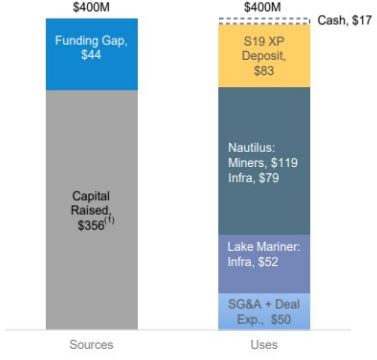 $400M
Funding Gap,
$44
Capital
Raised,
$356(1)
Sources
$400M
Cash, $17
S19 XP
Deposit,
$83
Nautilus:
Miners, $119
Infra, $79
Lake Mariner:
Infra, $52
SG&A + Deal
Exp., $50
Uses